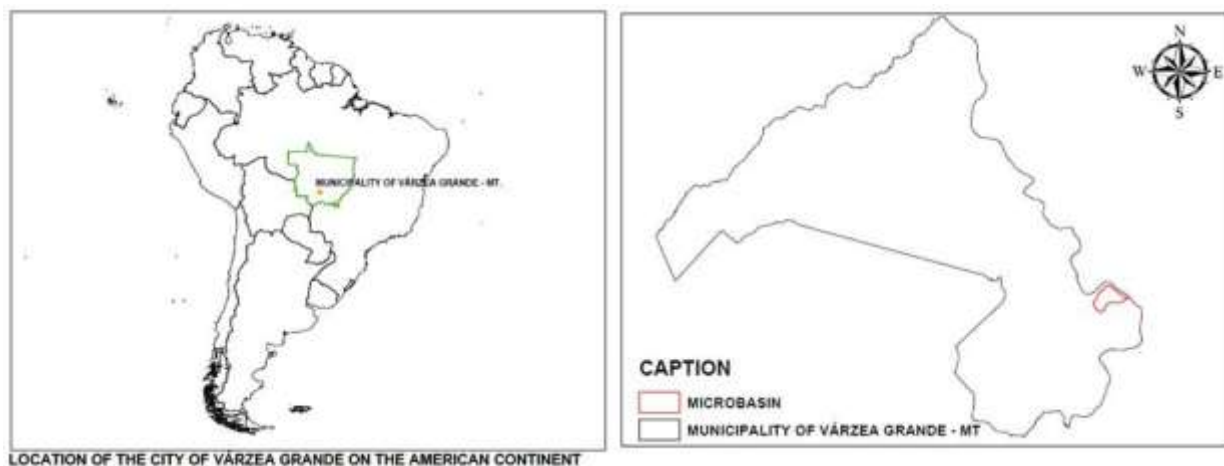 MUNICIPALITY OF VÁRZEA GRANDE - MT.
LOCATION OF THE CITY OF VÁRZEA GRANDE ON THE AMERICAN CONTINENT
N
W E
S
CAPTION
MICROBASIN
MUNICIPALITY OF VÁRZEA GRANDE - MT